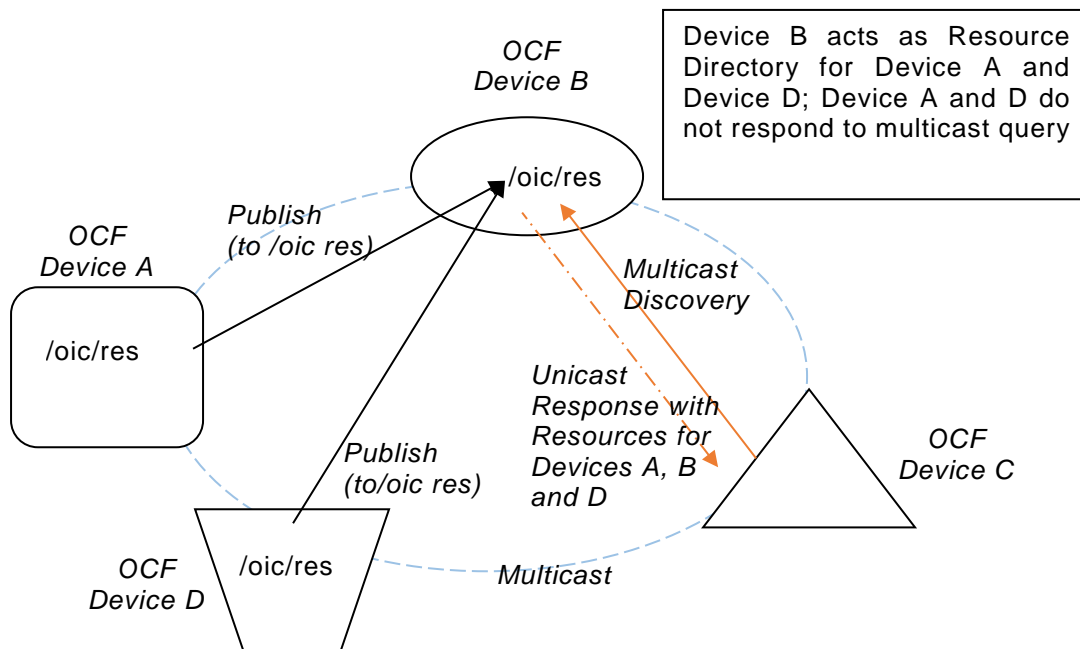 OCF
Device B
Device B acts as Resource
Directory for Device A and
Device D; Device A and D do
not respond to multicast query
/oic/res
Publish
(to /oic res)
OCF
Device A
/oic/res
Multicast
Discovery
Unicast
Response with
Resources for
Devices A, B
and D
OCF
Device C
Publish
(to/oic res)
OCF
Device D
/oic/res
Multicast